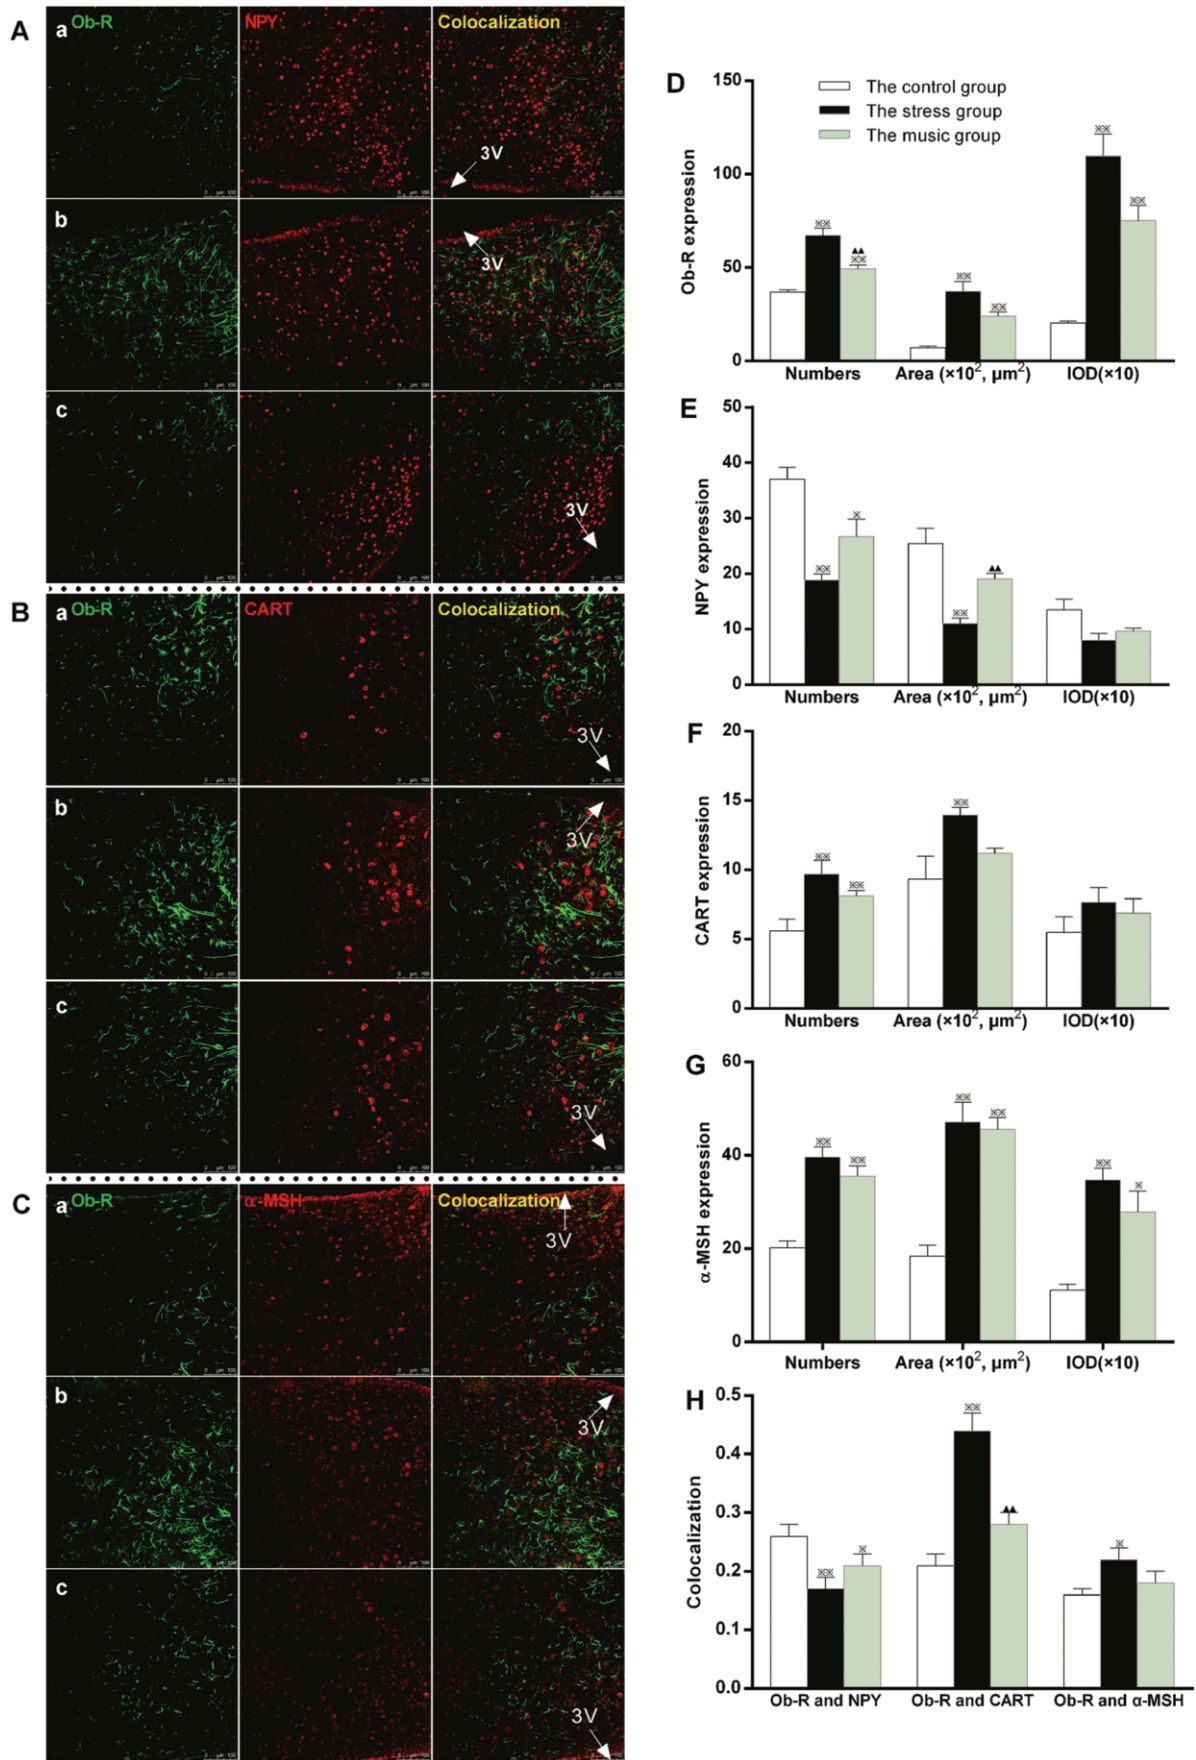 A
a Ob-R NPY Colocalization
3V
b
3V
c
3V
B
a Ob-R CART Colocalization
3V
b
3V
c
3V
C
a Ob-R α-MSH Colocalization
3V
b
3V
c
3V
D
The control group
The stress group
The music group
Ob-R expression
150
100
50
0
※※
▲▲
※※
※※
※※
※※
※※
Numbers Area (×10², µm²) IOD(×10)
E
NPY expression
50
40
30
20
10
0
※※
※
※※
▲▲
Numbers Area (×10², µm²) IOD(×10)
F
CART expression
20
15
10
5
0
※※
※※
※※
Numbers Area (×10², µm²) IOD(×10)
G
α-MSH expression
60
40
20
0
※※
※※
※※
※※
※※
※
Numbers Area (×10², µm²) IOD(×10)
H
Colocalization
0.5
0.4
0.3
0.2
0.1
0.0
※※
※
※※
▲▲
※
Ob-R and NPY Ob-R and CART Ob-R and α-MSH